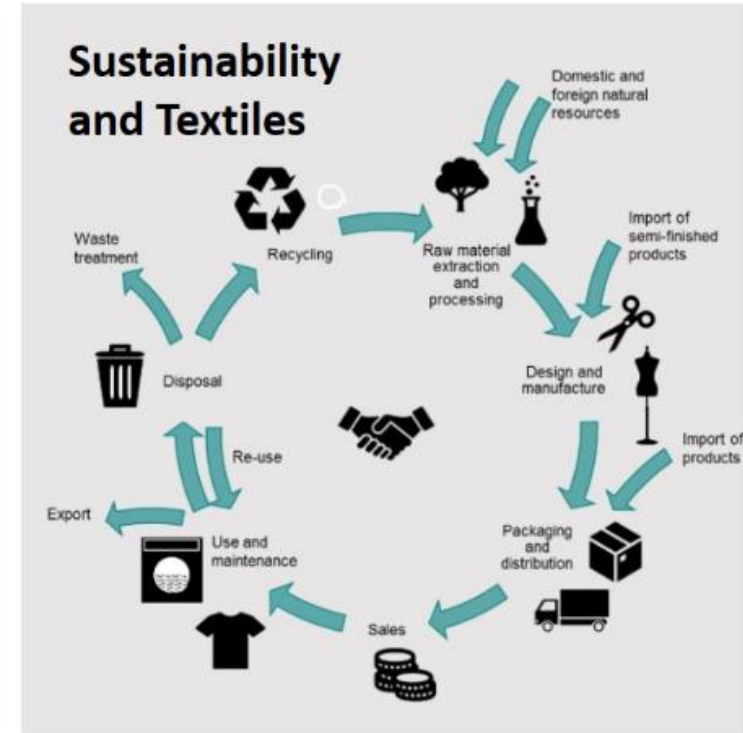 Sustainability
and Textiles
Domestic and
foreign natural
resources
Import of
semi-finished
products
Raw material
extraction
and
processing
Recycling
Waste
treatment
Design and
manufacture
Disposal
Import of
products
Re-use
Export
Packaging
and
distribution
Use and
maintenance
Sales